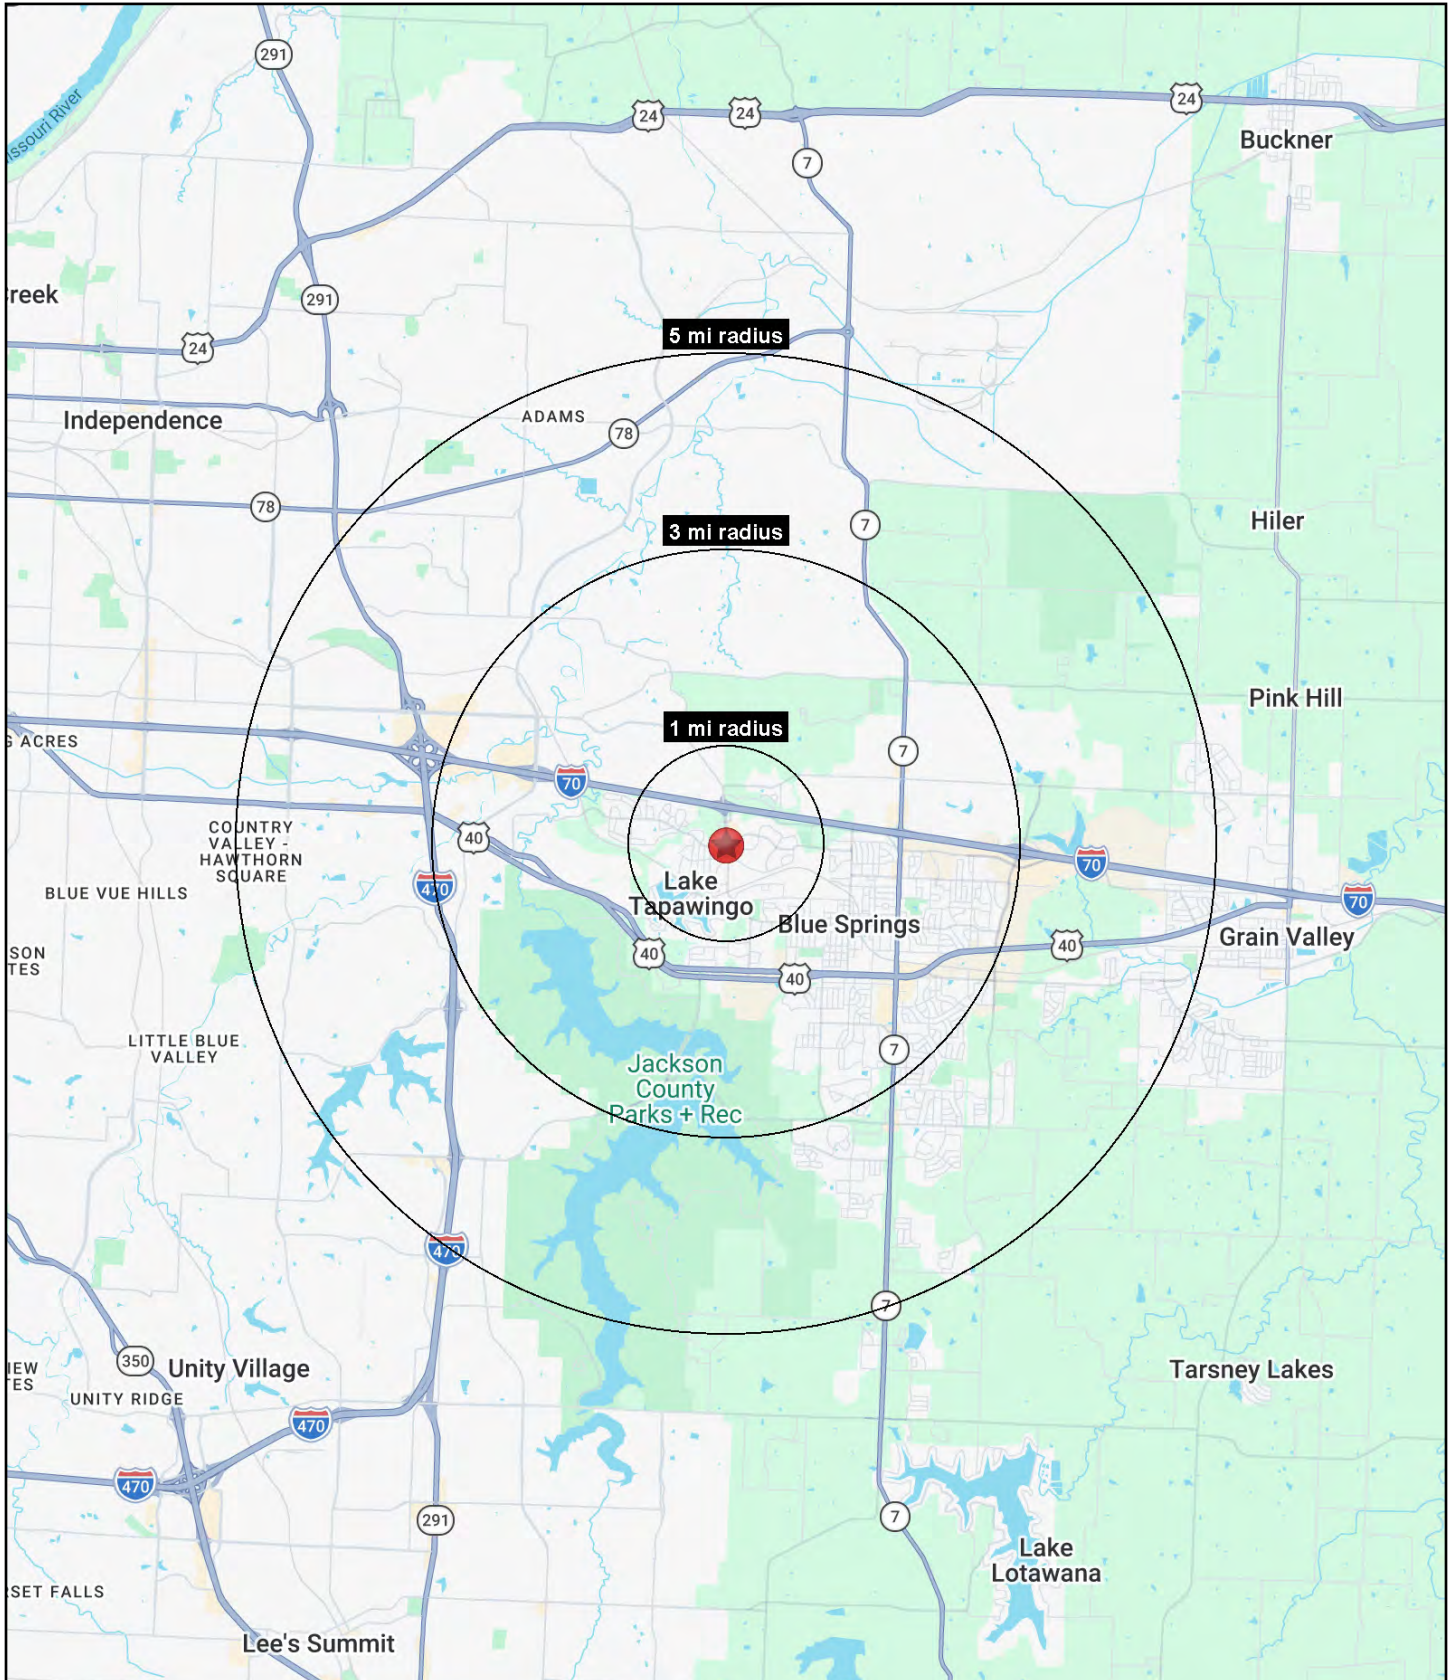 291
24
24
24
Buckner
7
reek
291
24
5 mi radius
Independence
ADAMS
78
78
7
Hiler
3 mi radius
Pink Hill
1 mi radius
ACRES
7
70
40
COUNTRY
VALLEY -
HAWTHORN
SQUARE
70
470
BLUE VUE HILLS
Lake
Tapawingo
70
Blue Springs
40
40
40
Grain Valley
SON
TES
LITTLE BLUE
VALLEY
7
Jackson
County
Parks + Rec
470
7
350
Unity Village
IEW
TES
UNITY RIDGE
Tarsney Lakes
470
470
291
7
Lake
Lotawana
SET FALLS
Lee's Summit
issouri River